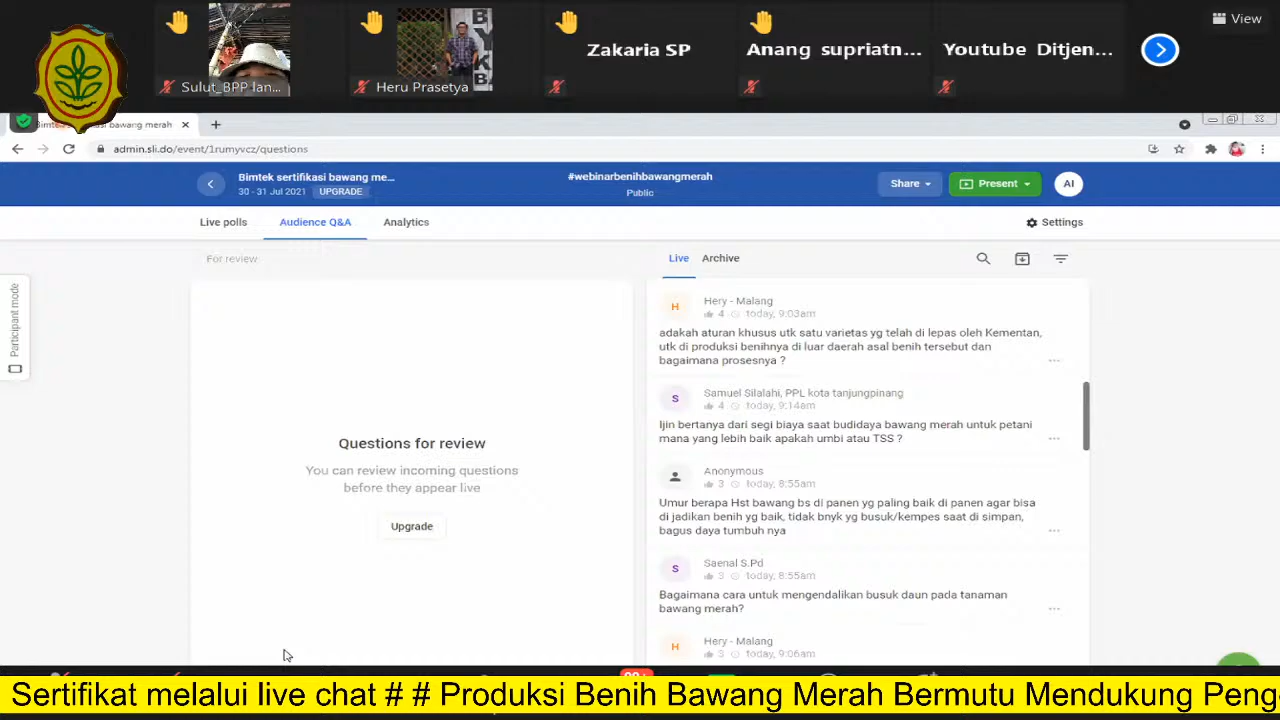 View
Sulut_BPP lan...
Heru Prasetya
Zakaria SP
Anang supriatn...
Youtube Ditjen...
Bimtek sertifikasi bawang merah
admin.sli.do/event/1rumyvcz/questions
Bimtek sertifikasi bawang me...
30 - 31 Jul 2021 UPGRADE
#webinarbenihbawangmerah
Public
Share
Present
AI
Live polls
Audience Q&A
Analytics
Settings
Participant mode
For review
Questions for review
You can review incoming questions
before they appear live
Upgrade
Live
Archive
H
Hery - Malang
4 today, 9:03am
adakah aturan khusus utk satu varietas yg telah di lepas oleh Kementan,
utk di produksi benihnya di luar daerah asal benih tersebut dan
bagaimana prosesnya ?
S
Samuel Silalahi, PPL kota tanjungpinang
4 today, 9:14am
Ijin bertanya dari segi biaya saat budidaya bawang merah untuk petani
mana yang lebih baik apakah umbi atau TSS ?
Anonymous
3 today, 8:55am
Umur berapa Hst bawang bs di panen yg paling baik di panen agar bisa
di jadikan benih yg baik, tidak bnyk yg busuk/kempes saat di simpan,
bagus daya tumbuh nya
S
Saenal S.Pd
3 today, 8:55am
Bagaimana cara untuk mengendalikan busuk daun pada tanaman
bawang merah?
H
Hery - Malang
3 today, 9:06am
Sertifikat melalui live chat # # Produksi Benih Bawang Merah Bermutu Mendukung Peng